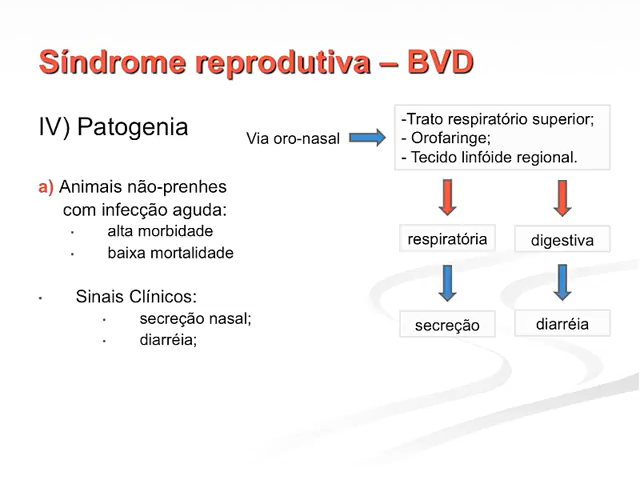 Síndrome reprodutiva – BVD
IV) Patogenia
Via oro-nasal
-Trato respiratório superior;
- Orofaringe;
- Tecido linfóide regional.
a) Animais não-prenhes
com infecção aguda:
· alta morbidade
· baixa mortalidade
respiratória
digestiva
· Sinais Clínicos:
· secreção nasal;
· diarréia;
secreção
diarréia